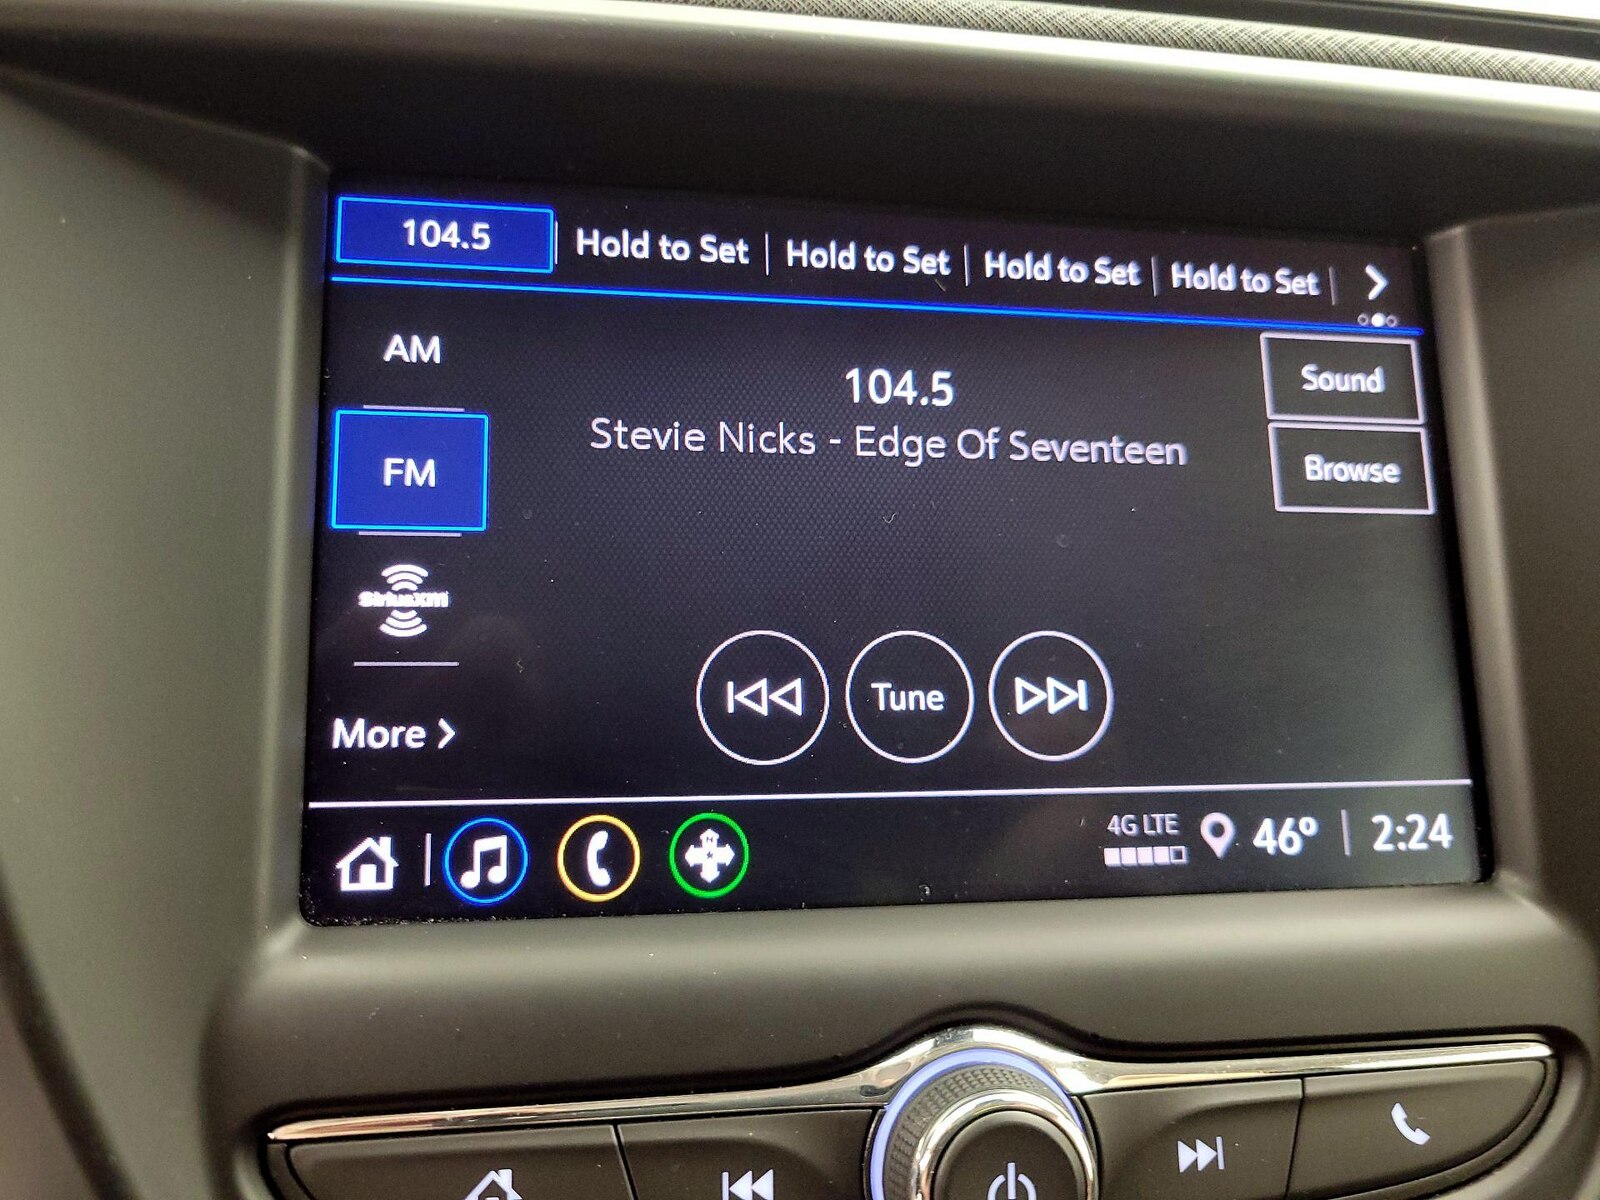 104.5 Hold to Set Hold to Set Hold to Set Hold to Set
AM
104.5
Sound
Stevie Nicks - Edge Of Seventeen
FM
Browse
SiriusXM
Tune
More
4G LTE
46° 2:24
N